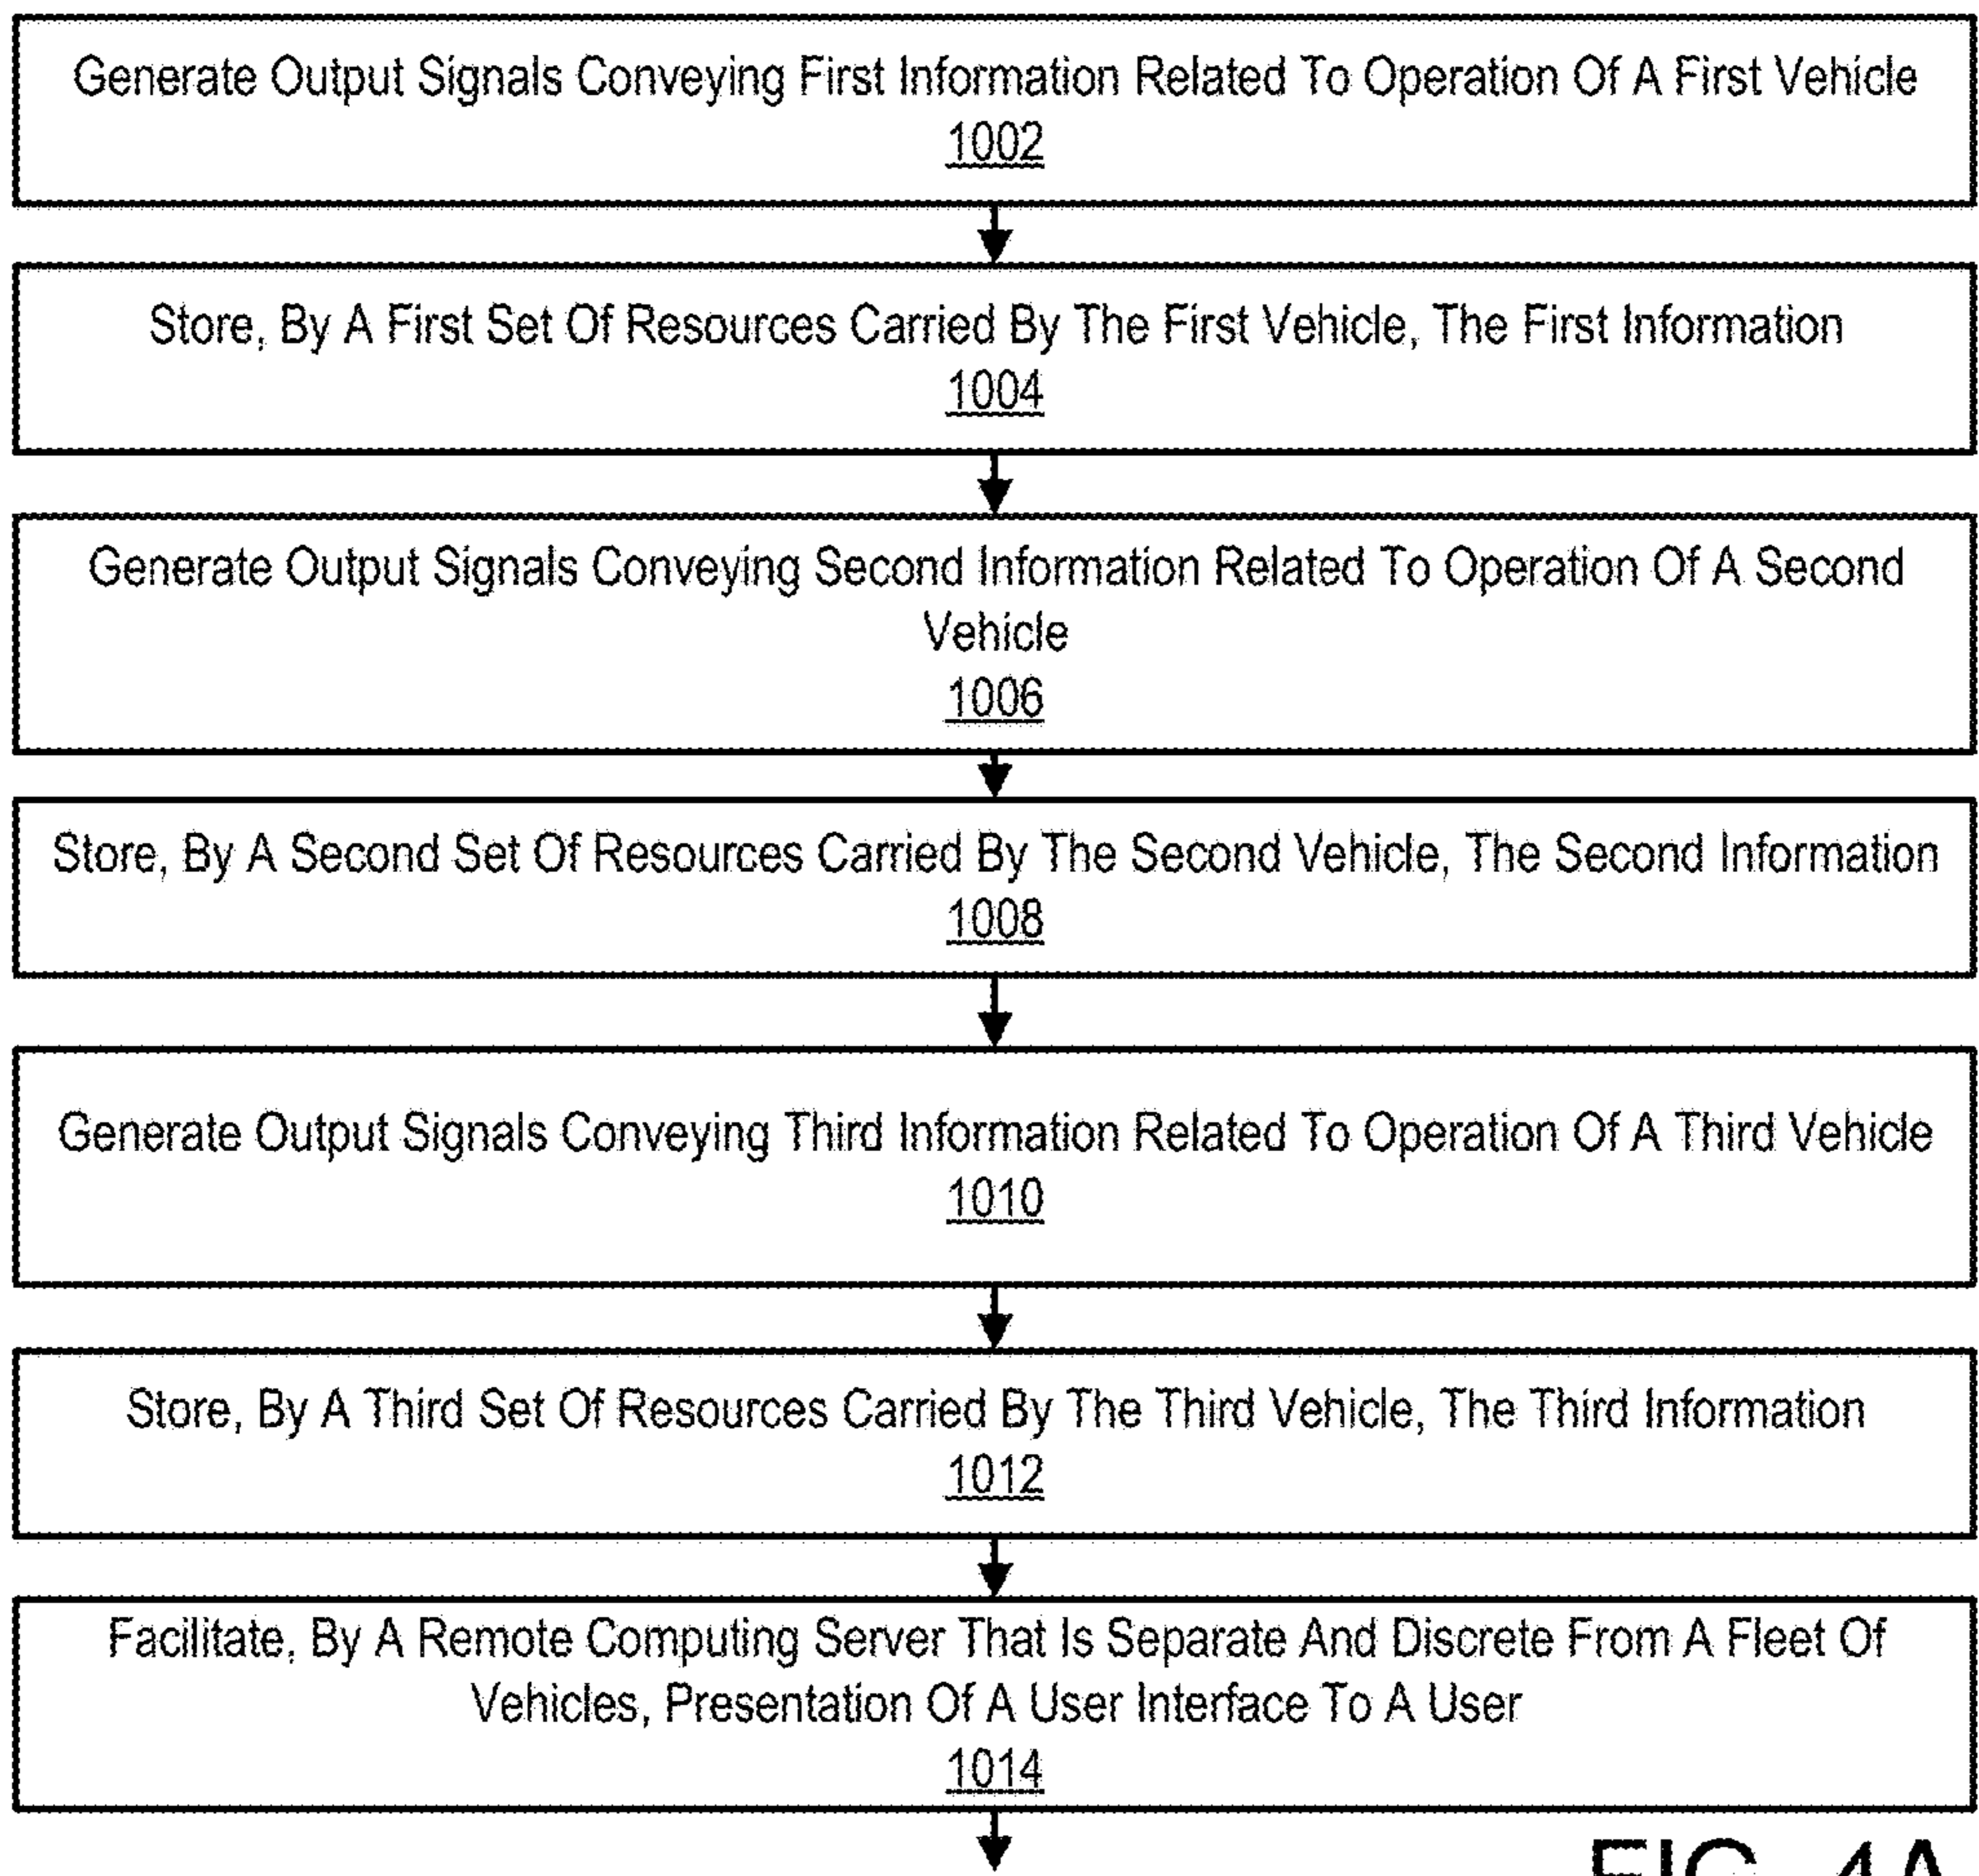 Generate Output Signals Conveying First Information Related To Operation Of A First Vehicle
1002
Store, By A First Set Of Resources Carried By The First Vehicle, The First Information
1004
Generate Output Signals Conveying Second Information Related To Operation Of A Second
Vehicle
1006
Store, By A Second Set Of Resources Carried By The Second Vehicle, The Second Information
1008
Generate Output Signals Conveying Third Information Related To Operation Of A Third Vehicle
1010
Store, By A Third Set Of Resources Carried By The Third Vehicle, The Third Information
1012
Facilitate, By A Remote Computing Server That Is Separate And Discrete From A Fleet Of
Vehicles, Presentation Of A User Interface To A User
1014
FIG. 4A